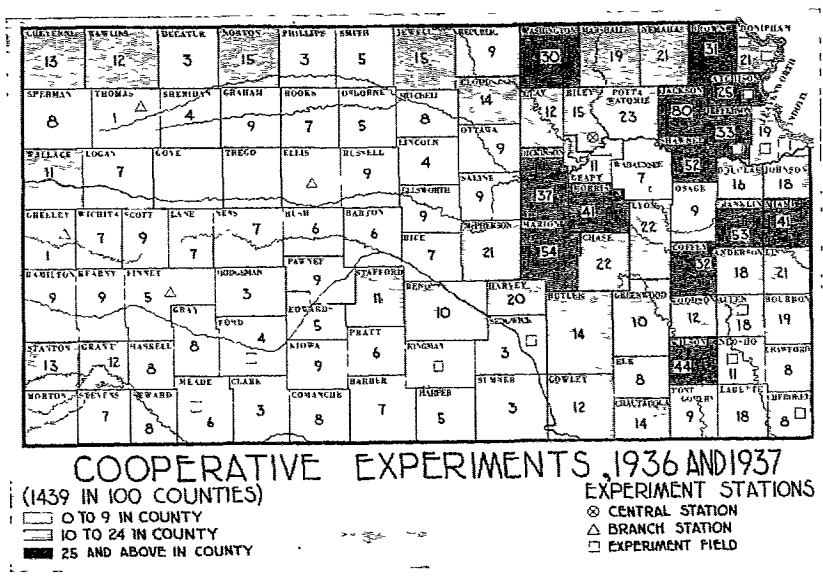 CHEYENNE RAWLINS DECATUR NORTON PHILLIPS SMITH JEWELL REPUBLIC WASHINGTON MARSHALL NEMAHA BROWN DONIPHAN
13 12 3 15 3 5 15 9 30 19 21 31 21
CLOUD ATCHISON
14 25
SHERMAN THOMAS SHERIDAN GRAHAM ROOKS OSBORNE MITCHELL CLAY RILEY POTTAWATOMIE JACKSON JEFFERSON LEAVENWORTH
8 1 4 9 7 5 8 12 15 23 80 33 19
OTTAWA
9
LINCOLN
4
WALLACE LOGAN GOVE TREGO ELLIS RUSSELL DICKINSON GEARY WABAUNSEE SHAWNEE DOUGLAS JOHNSON
11 7 9 37 11 7 52 16 18
ELLSWORTH SALINE MORRIS OSAGE
9 9 41 9
GREELEY WICHITA SCOTT LANE NESS RUSH BARTON RICE MCPHERSON MARION CHASE LYON FRANKLIN MIAMI
1 7 9 7 7 6 6 7 21 54 22 22 53 41
COFFEY ANDERSON LINN
32 18 21
HAMILTON KEARNY FINNEY HODGEMAN PAWNEE STAFFORD RENO HARVEY
9 9 5 3 9 11 10 20
GRAY FORD EDWARDS BUTLER GREENWOOD WOODSON ALLEN BOURBON
8 4 5 14 10 12 18 19
STANTON GRANT HASKELL KIOWA PRATT KINGMAN SEDGWICK ELK WILSON NEOSHO CRAWFORD
13 12 8 9 6 3 8 44 11 8
MORTON STEVENS SEWARD MEADE CLARK COMANCHE BARBER HARPER SUMNER COWLEY CHAUTAUQUA MONTGOMERY LABETTE CHEROKEE
7 8 6 3 8 7 5 3 12 14 9 18 8
COOPERATIVE EXPERIMENTS, 1936 AND 1937
(1439 IN 100 COUNTIES)
0 TO 9 IN COUNTY
10 TO 24 IN COUNTY
25 AND ABOVE IN COUNTY
EXPERIMENT STATIONS
CENTRAL STATION
BRANCH STATION
EXPERIMENT FIELD